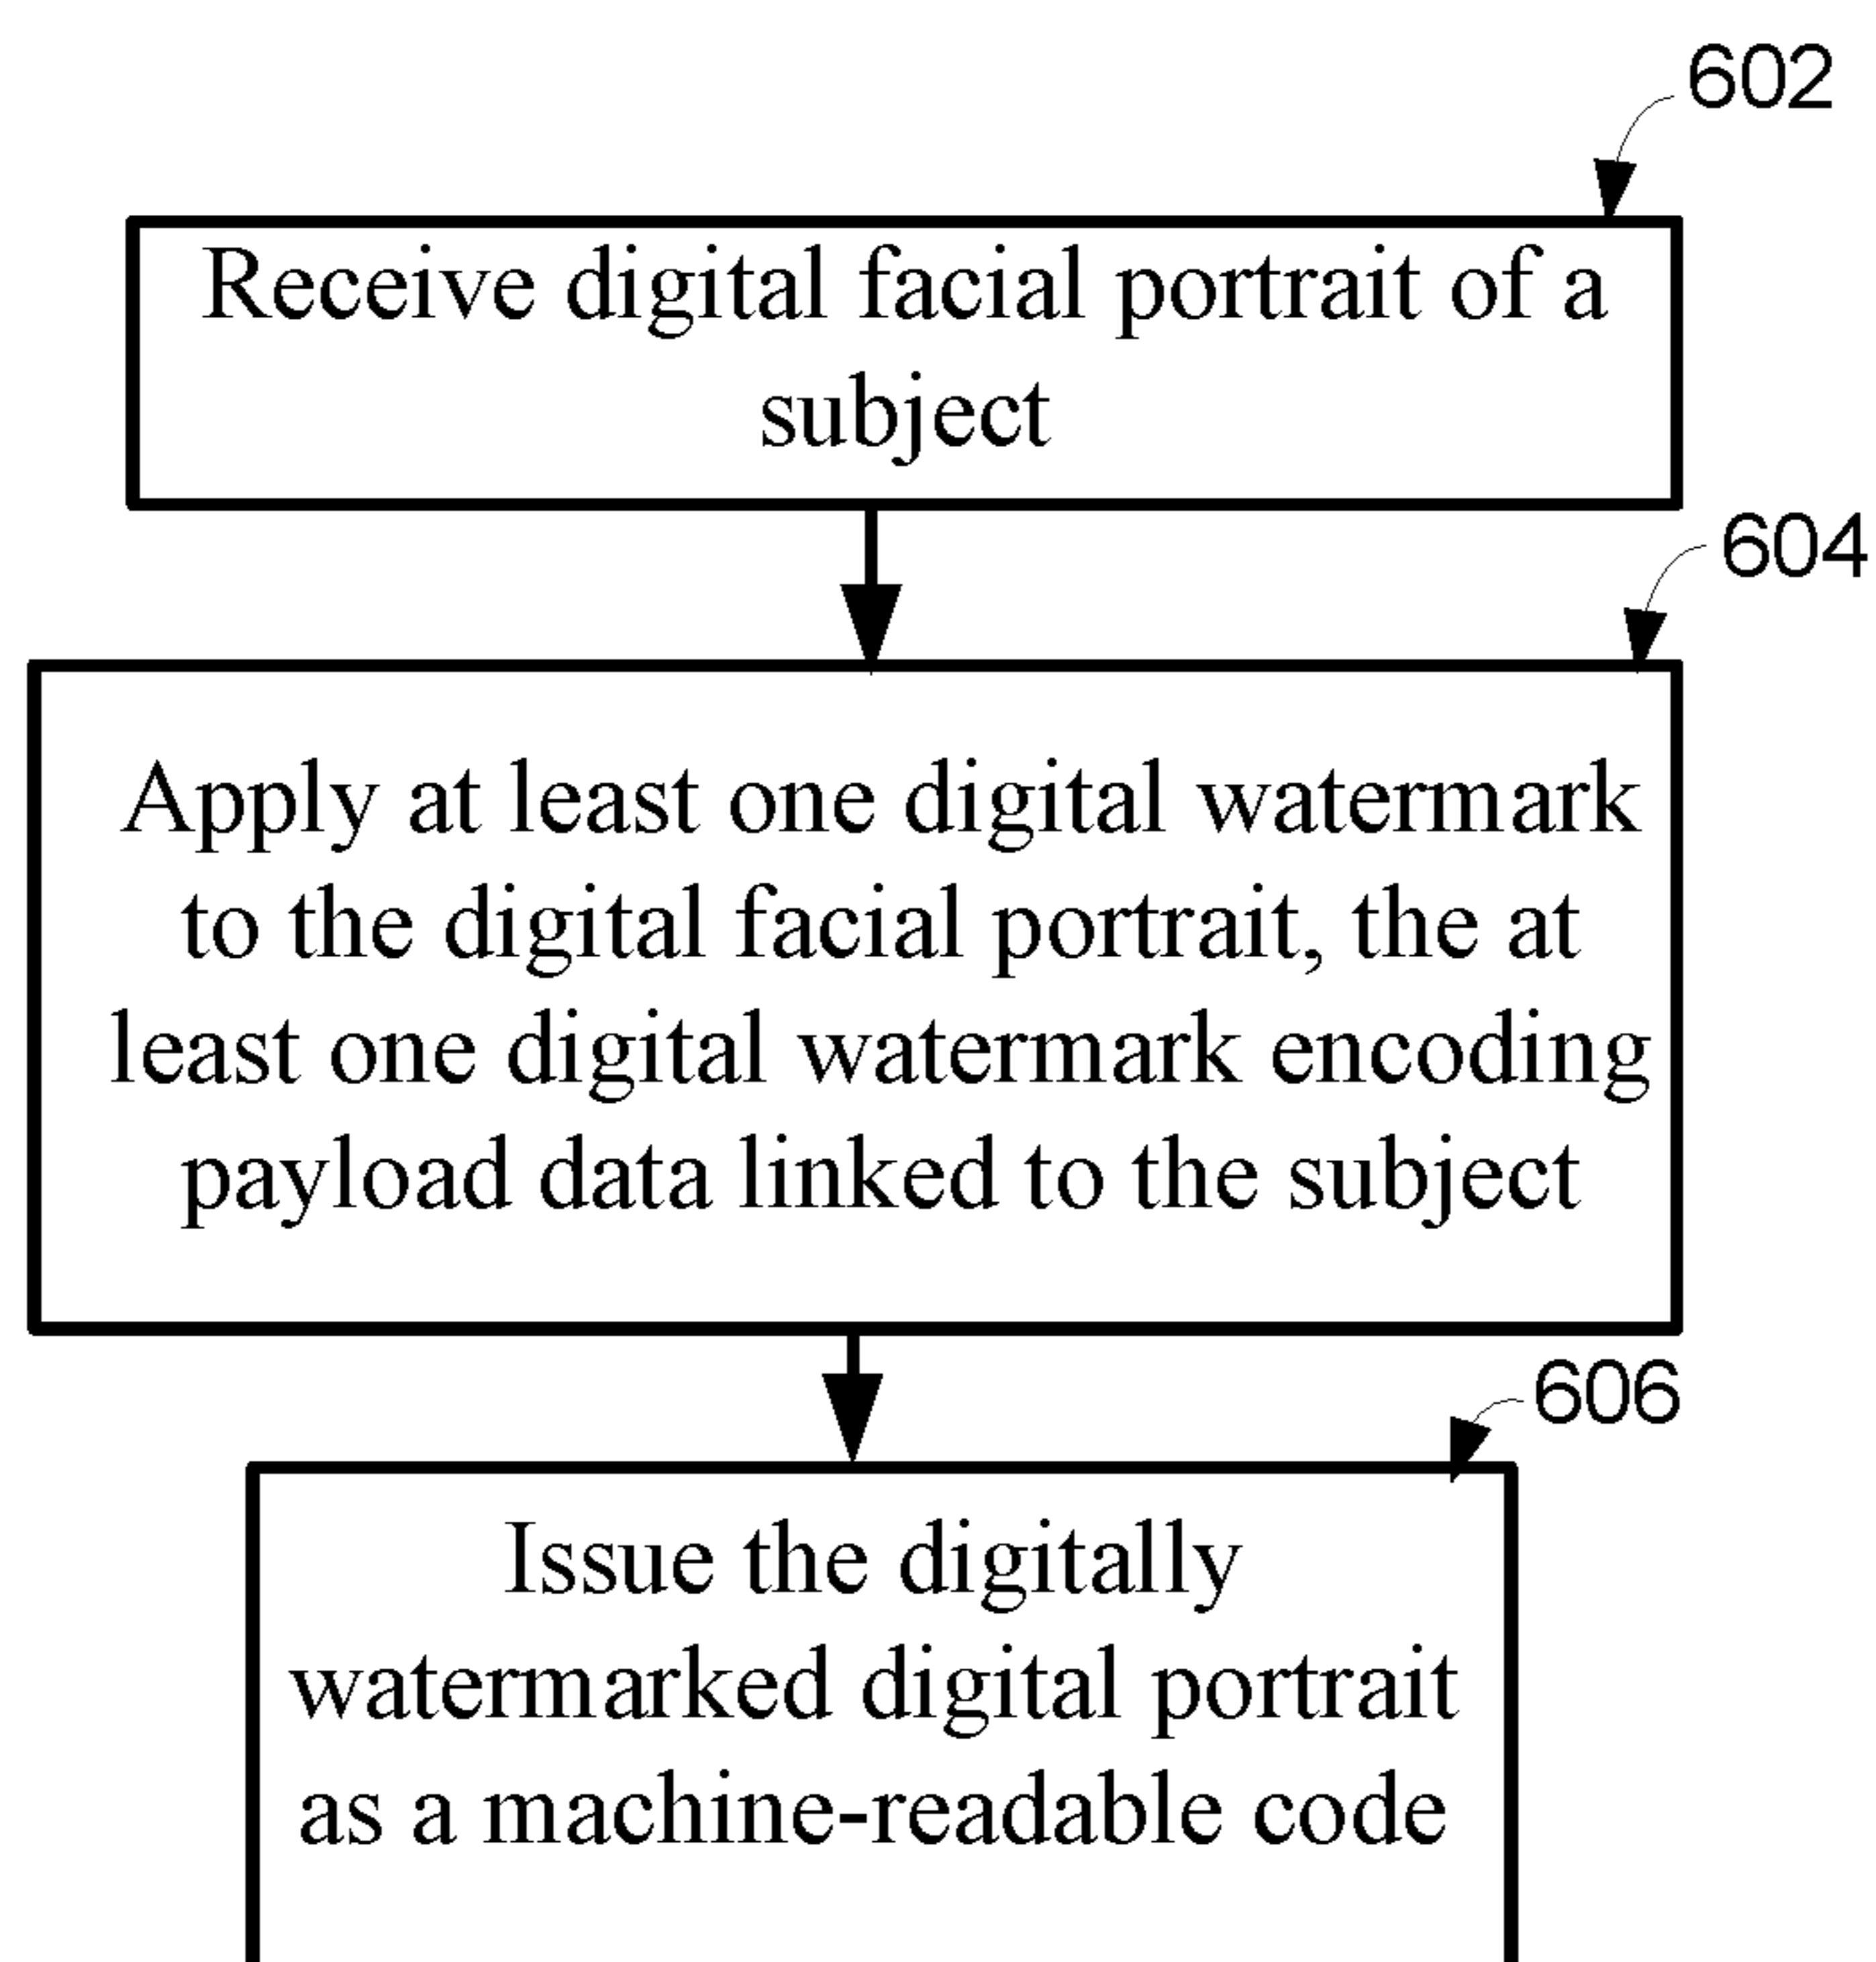 602
Receive digital facial portrait of a
subject
604
Apply at least one digital watermark
to the digital facial portrait, the at
least one digital watermark encoding
payload data linked to the subject
606
Issue the digitally
watermarked digital portrait
as a machine-readable code